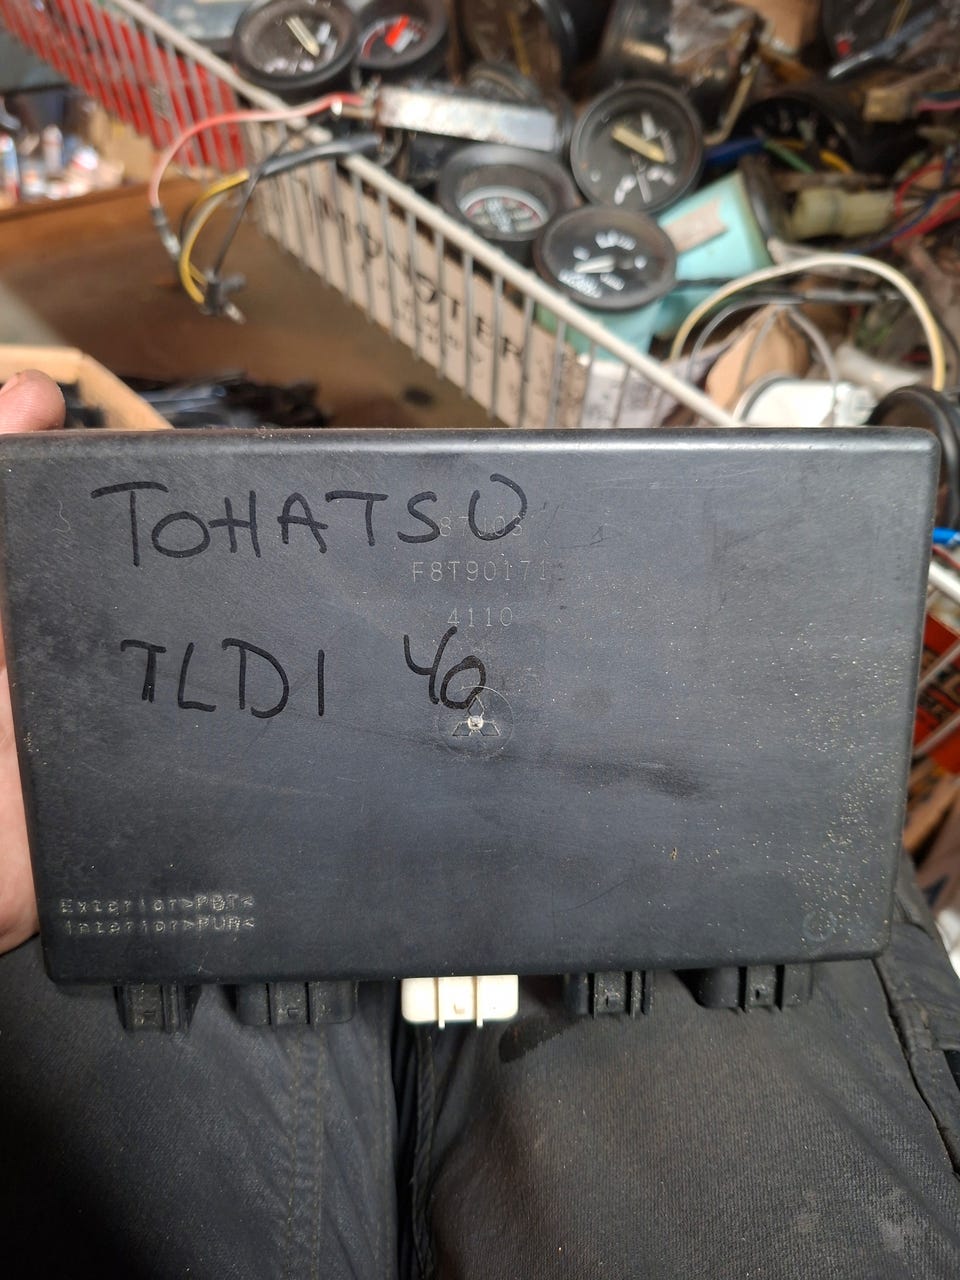 TOHATSU
F8T90171
4110
TLDI 40
Exterior>PBT<
Interior>PUR<